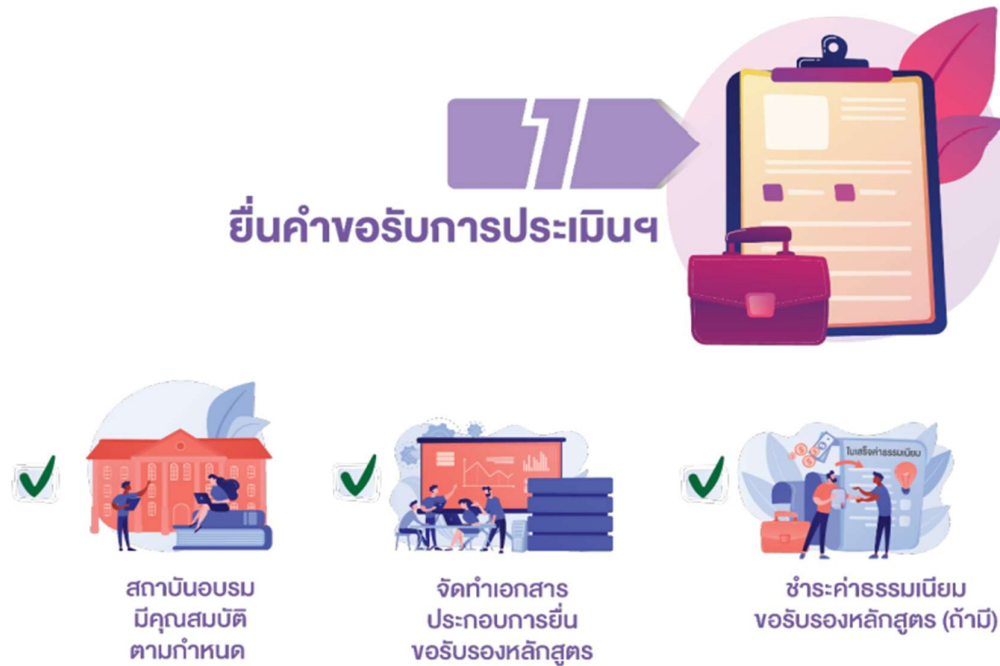 1
ยื่นคำขอรับการประเมินฯ
ใบเสร็จค่าธรรมเนียม
สถาบันอบรม
มีคุณสมบัติ
ตามกำหนด
จัดทำเอกสาร
ประกอบการยื่น
ขอรับรองหลักสูตร
ชำระค่าธรรมเนียม
ขอรับรองหลักสูตร (ถ้ามี)